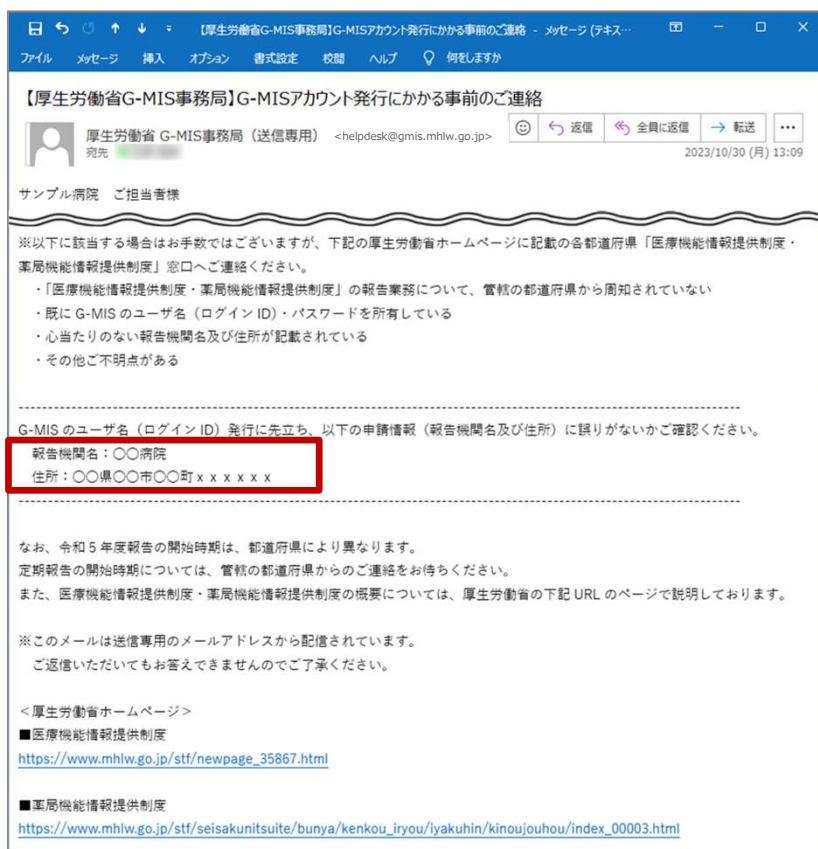 【厚生労働省G-MIS事務局】G-MISアカウント発行にかかる事前のご連絡 - メッセージ (テキス…
ファイル メッセージ 挿入 オプション 書式設定 校閲 ヘルプ 何をしますか
【厚生労働省G-MIS事務局】G-MISアカウント発行にかかる事前のご連絡
厚生労働省 G-MIS事務局（送信専用） <helpdesk@gmis.mhlw.go.jp>
返信 全員に返信 転送 …
宛先
2023/10/30 (月) 13:09
サンプル病院 ご担当者様
※以下に該当する場合はお手数ではございますが、下記の厚生労働省ホームページに記載の各都道府県「医療機能情報提供制度・
薬局機能情報提供制度」窓口へご連絡ください。
・「医療機能情報提供制度・薬局機能情報提供制度」の報告業務について、管轄の都道府県から周知されていない
・既に G-MIS のユーザ名（ログイン ID）・パスワードを所有している
・心当たりのない報告機関名及び住所が記載されている
・その他ご不明点がある
G-MIS のユーザ名（ログイン ID）発行に先立ち、以下の申請情報（報告機関名及び住所）に誤りがないかご確認ください。
報告機関名：〇〇病院
住所：〇〇県〇〇市〇〇町ｘｘｘｘｘｘ
なお、令和５年度報告の開始時期は、都道府県により異なります。
定期報告の開始時期については、管轄の都道府県からのご連絡をお待ちください。
また、医療機能情報提供制度・薬局機能情報提供制度の概要については、厚生労働省の下記 URL のページで説明しております。
※このメールは送信専用のメールアドレスから配信されています。
ご返信いただいてもお答えできませんのでご了承ください。
＜厚生労働省ホームページ＞
■医療機能情報提供制度
https://www.mhlw.go.jp/stf/newpage_35867.html
■薬局機能情報提供制度
https://www.mhlw.go.jp/stf/seisakunitsuite/bunya/kenkou_iryou/iyakuhin/kinoujouhou/index_00003.html